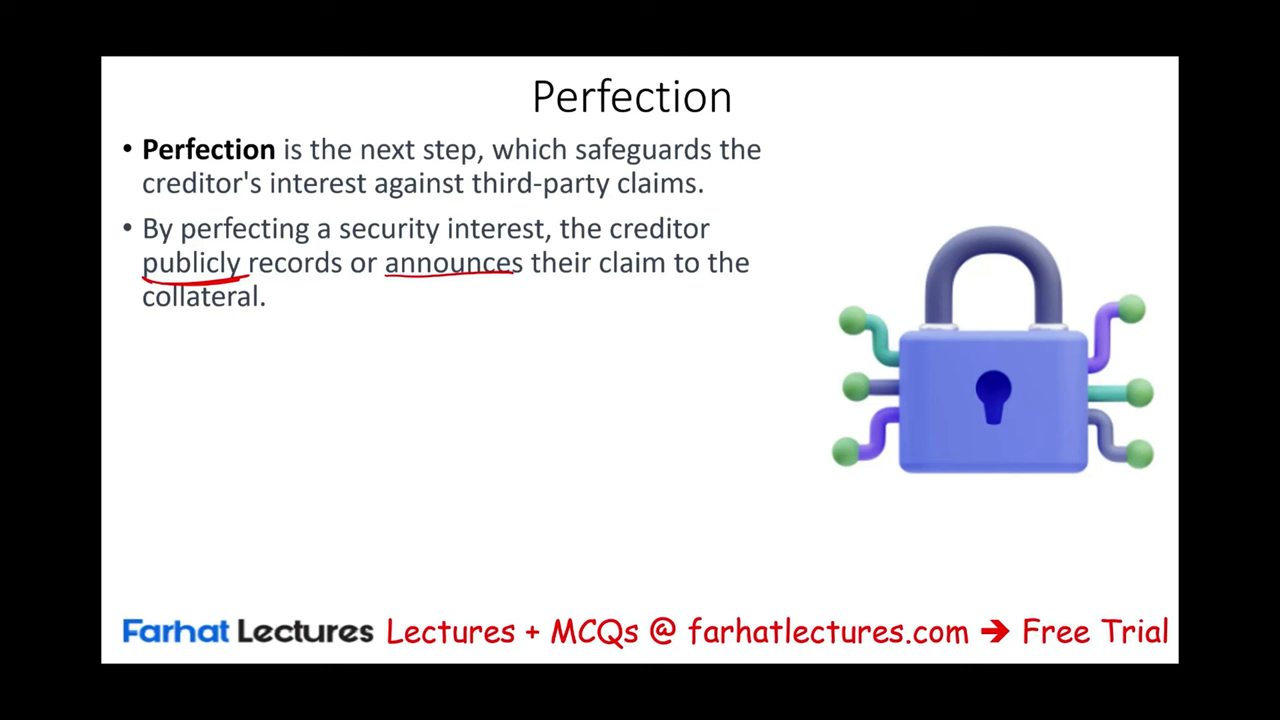 Perfection
• Perfection is the next step, which safeguards the
creditor's interest against third-party claims.
• By perfecting a security interest, the creditor
publicly records or announces their claim to the
collateral.
Farhat Lectures Lectures + MCQs @ farhatlectures.com ➔ Free Trial